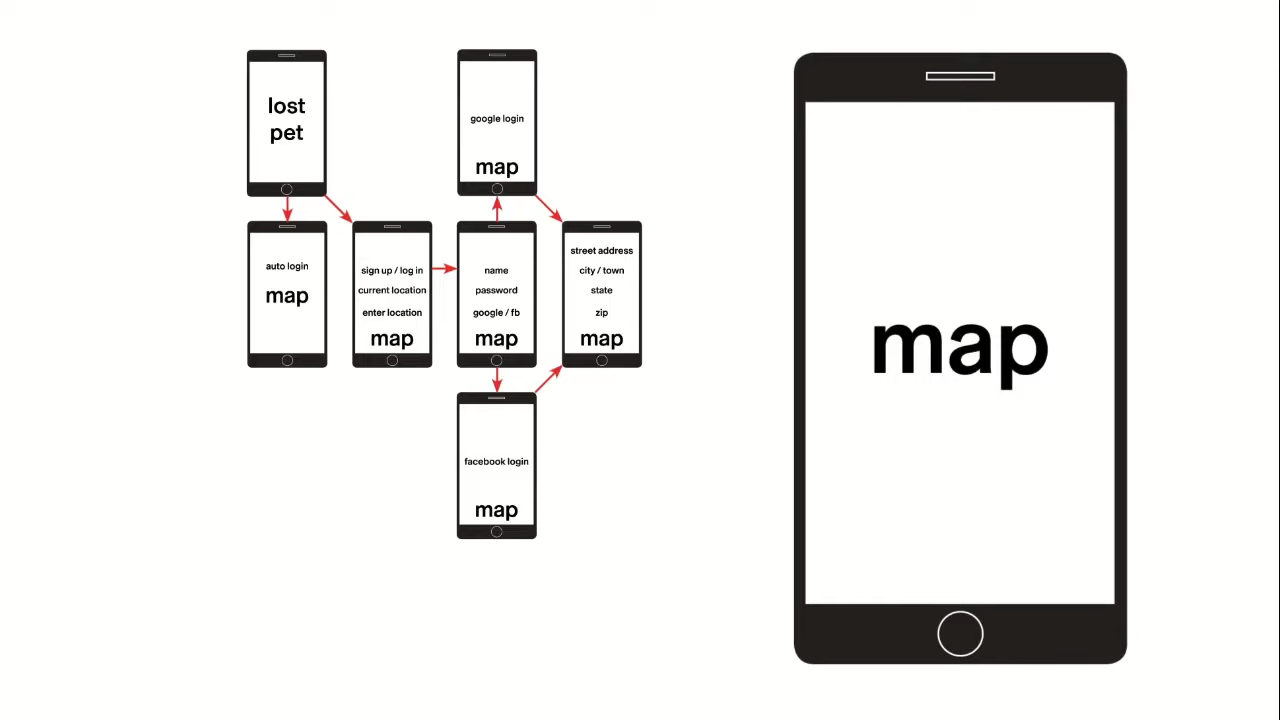 lost
pet
google login
map
auto login
map
sign up / log in
current location
enter location
map
name
password
google / fb
map
street address
city / town
state
zip
map
facebook login
map
map